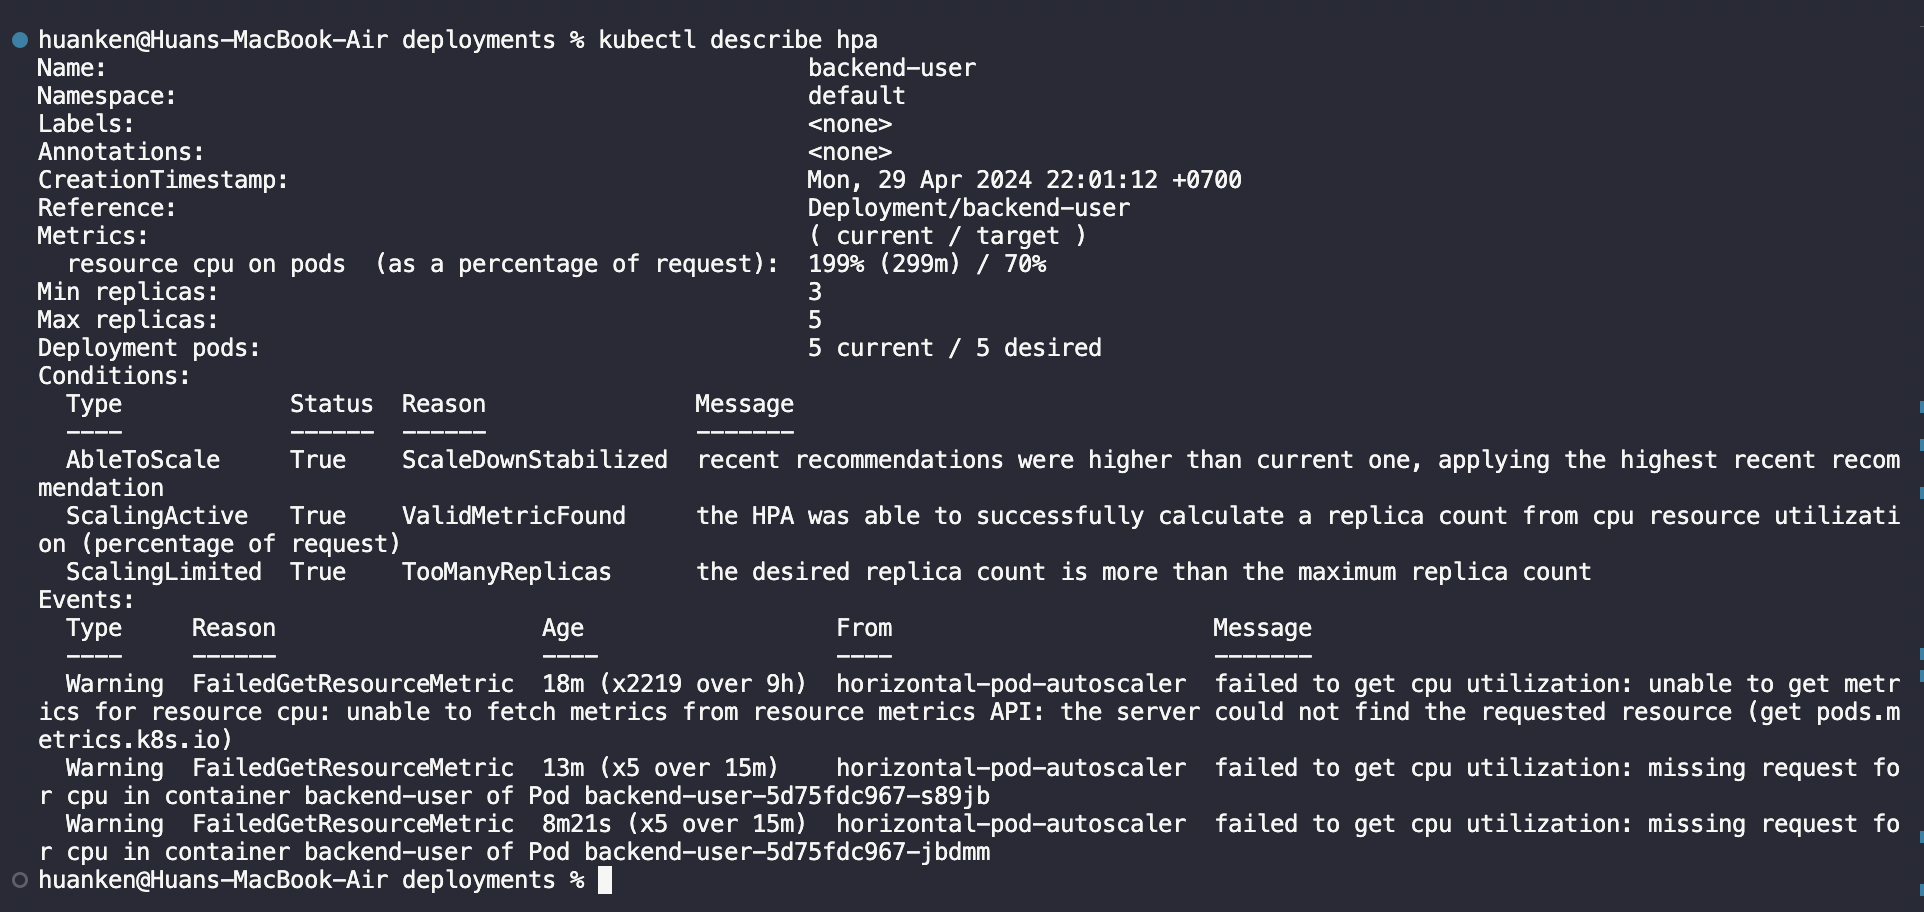 huanken@Huans-MacBook-Air deployments % kubectl describe hpa
Name:                                                  backend-user
Namespace:                                             default
Labels:                                                <none>
Annotations:                                           <none>
CreationTimestamp:                                     Mon, 29 Apr 2024 22:01:12 +0700
Reference:                                             Deployment/backend-user
Metrics:                                               ( current / target )
  resource cpu on pods  (as a percentage of request):  199% (299m) / 70%
Min replicas:                                          3
Max replicas:                                          5
Deployment pods:                                       5 current / 5 desired
Conditions:
  Type            Status  Reason               Message
  ----            ------  ------               -------
  AbleToScale     True    ScaleDownStabilized  recent recommendations were higher than current one, applying the highest recent recom
mendation
  ScalingActive   True    ValidMetricFound     the HPA was able to successfully calculate a replica count from cpu resource utilizati
on (percentage of request)
  ScalingLimited  True    TooManyReplicas      the desired replica count is more than the maximum replica count
Events:
  Type     Reason                   Age                  From                       Message
  ----     ------                   ----                 ----                       -------
  Warning  FailedGetResourceMetric  18m (x2219 over 9h)  horizontal-pod-autoscaler  failed to get cpu utilization: unable to get metr
ics for resource cpu: unable to fetch metrics from resource metrics API: the server could not find the requested resource (get pods.m
etrics.k8s.io)
  Warning  FailedGetResourceMetric  13m (x5 over 15m)    horizontal-pod-autoscaler  failed to get cpu utilization: missing request fo
r cpu in container backend-user of Pod backend-user-5d75fdc967-s89jb
  Warning  FailedGetResourceMetric  8m21s (x5 over 15m)  horizontal-pod-autoscaler  failed to get cpu utilization: missing request fo
r cpu in container backend-user of Pod backend-user-5d75fdc967-jbdmm
huanken@Huans-MacBook-Air deployments %